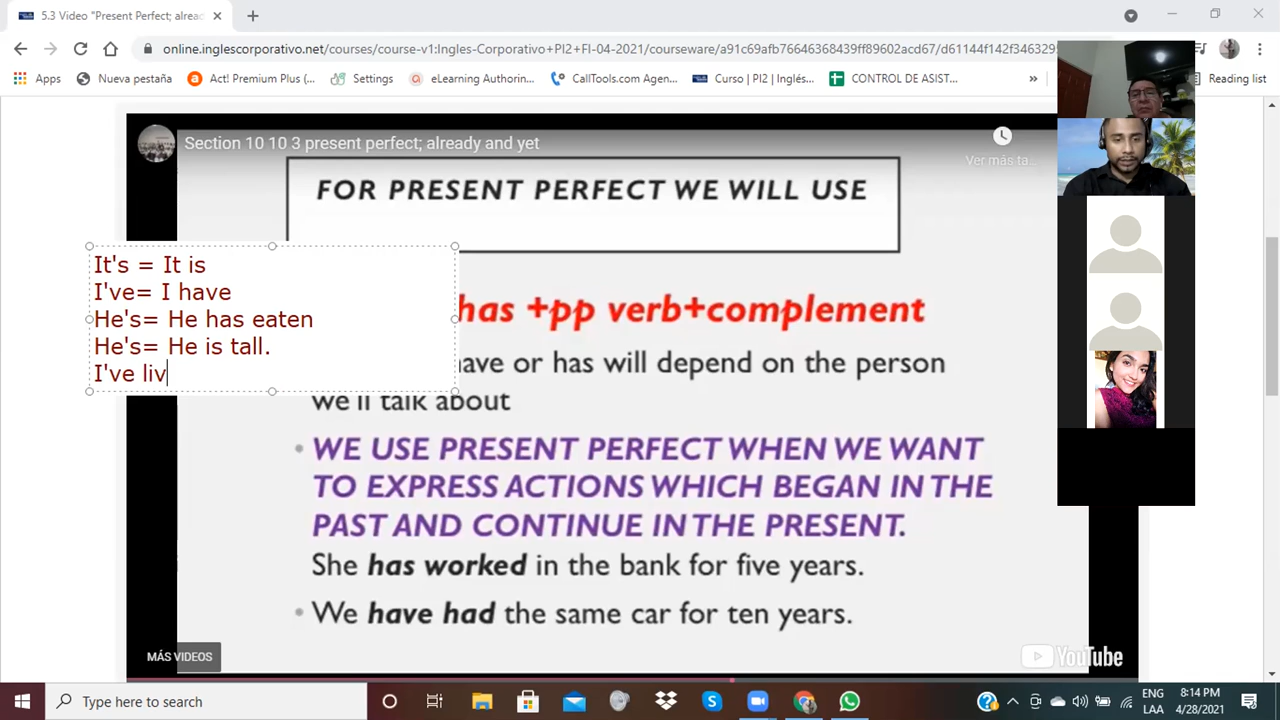 5.3 Video "Present Perfect; alread
online.inglescorporativo.net/courses/course-v1:Ingles-Corporativo+PI2+FI-04-2021/courseware/a91c69afb76646368439ff89602acd67/d61144f142f3463295
Apps
Nueva pestaña
Act! Premium Plus (...
Settings
eLearning Authorin...
CallTools.com Agen...
Curso | PI2 | Inglés...
CONTROL DE ASIST...
»
Reading list
Section 10 10 3 present perfect; already and yet
Ver más ta...
FOR PRESENT PERFECT WE WILL USE
It's = It is
I've= I have
He's= He has eaten
He's= He is tall.
I've liv
has +pp verb+complement
ave or has will depend on the person
we'll talk about
• WE USE PRESENT PERFECT WHEN WE WANT
TO EXPRESS ACTIONS WHICH BEGAN IN THE
PAST AND CONTINUE IN THE PRESENT.
She has worked in the bank for five years.
• We have had the same car for ten years.
MÁS VIDEOS
YouTube
Type here to search
ENG
LAA
8:14 PM
4/28/2021